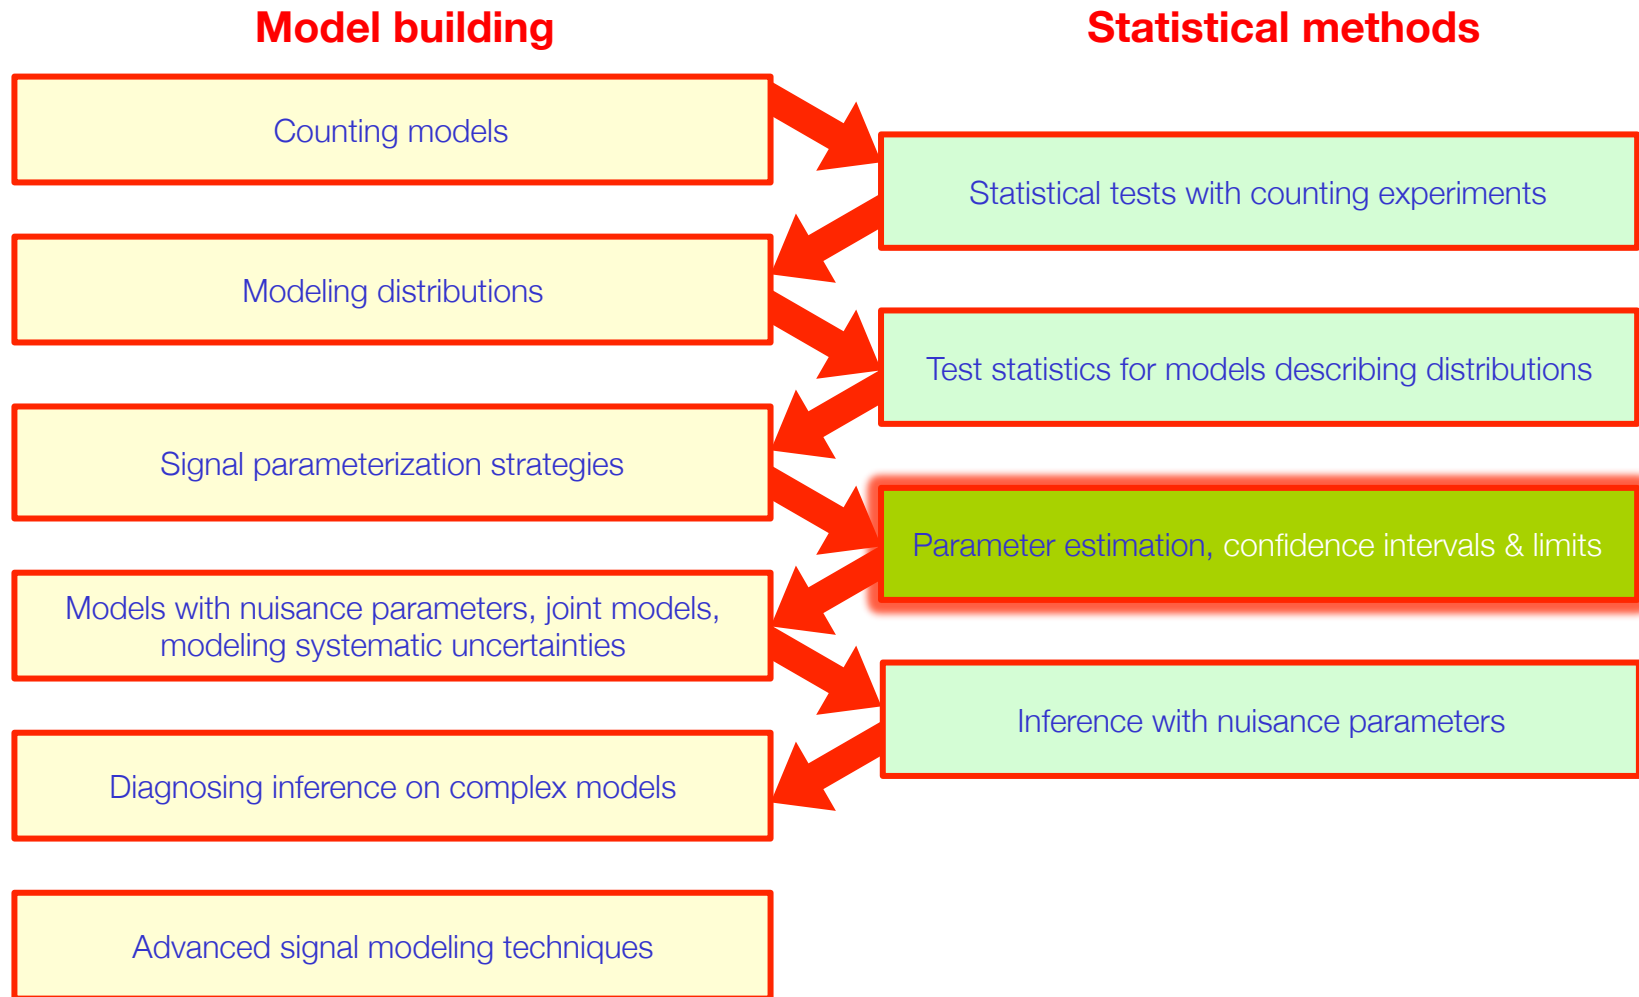 Model building
Statistical methods
Counting models
Statistical tests with counting experiments
Modeling distributions
Test statistics for models describing distributions
Signal parameterization strategies
Parameter estimation, confidence intervals & limits
Models with nuisance parameters, joint models,
modeling systematic uncertainties
Inference with nuisance parameters
Diagnosing inference on complex models
Advanced signal modeling techniques